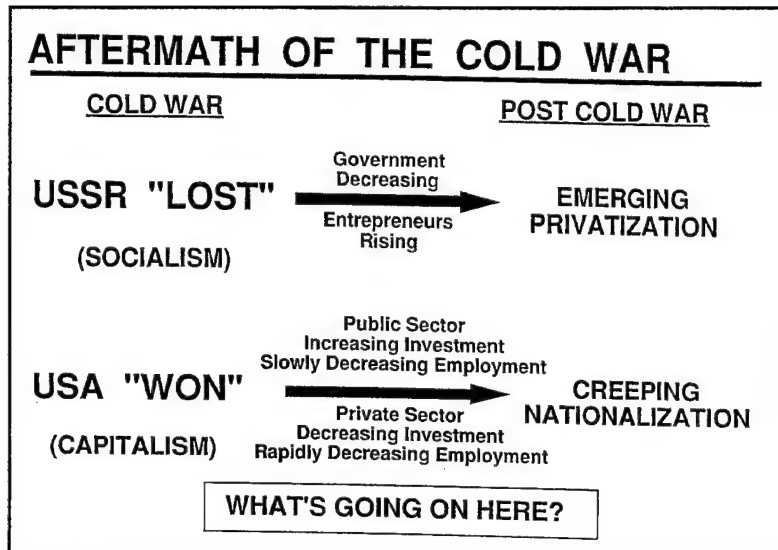 AFTERMATH OF THE COLD WAR
COLD WAR
POST COLD WAR
USSR "LOST"
(SOCIALISM)
Government
Decreasing
Entrepreneurs
Rising
EMERGING
PRIVATIZATION
USA "WON"
(CAPITALISM)
Public Sector
Increasing Investment
Slowly Decreasing Employment
Private Sector
Decreasing Investment
Rapidly Decreasing Employment
CREEPING
NATIONALIZATION
WHAT'S GOING ON HERE?